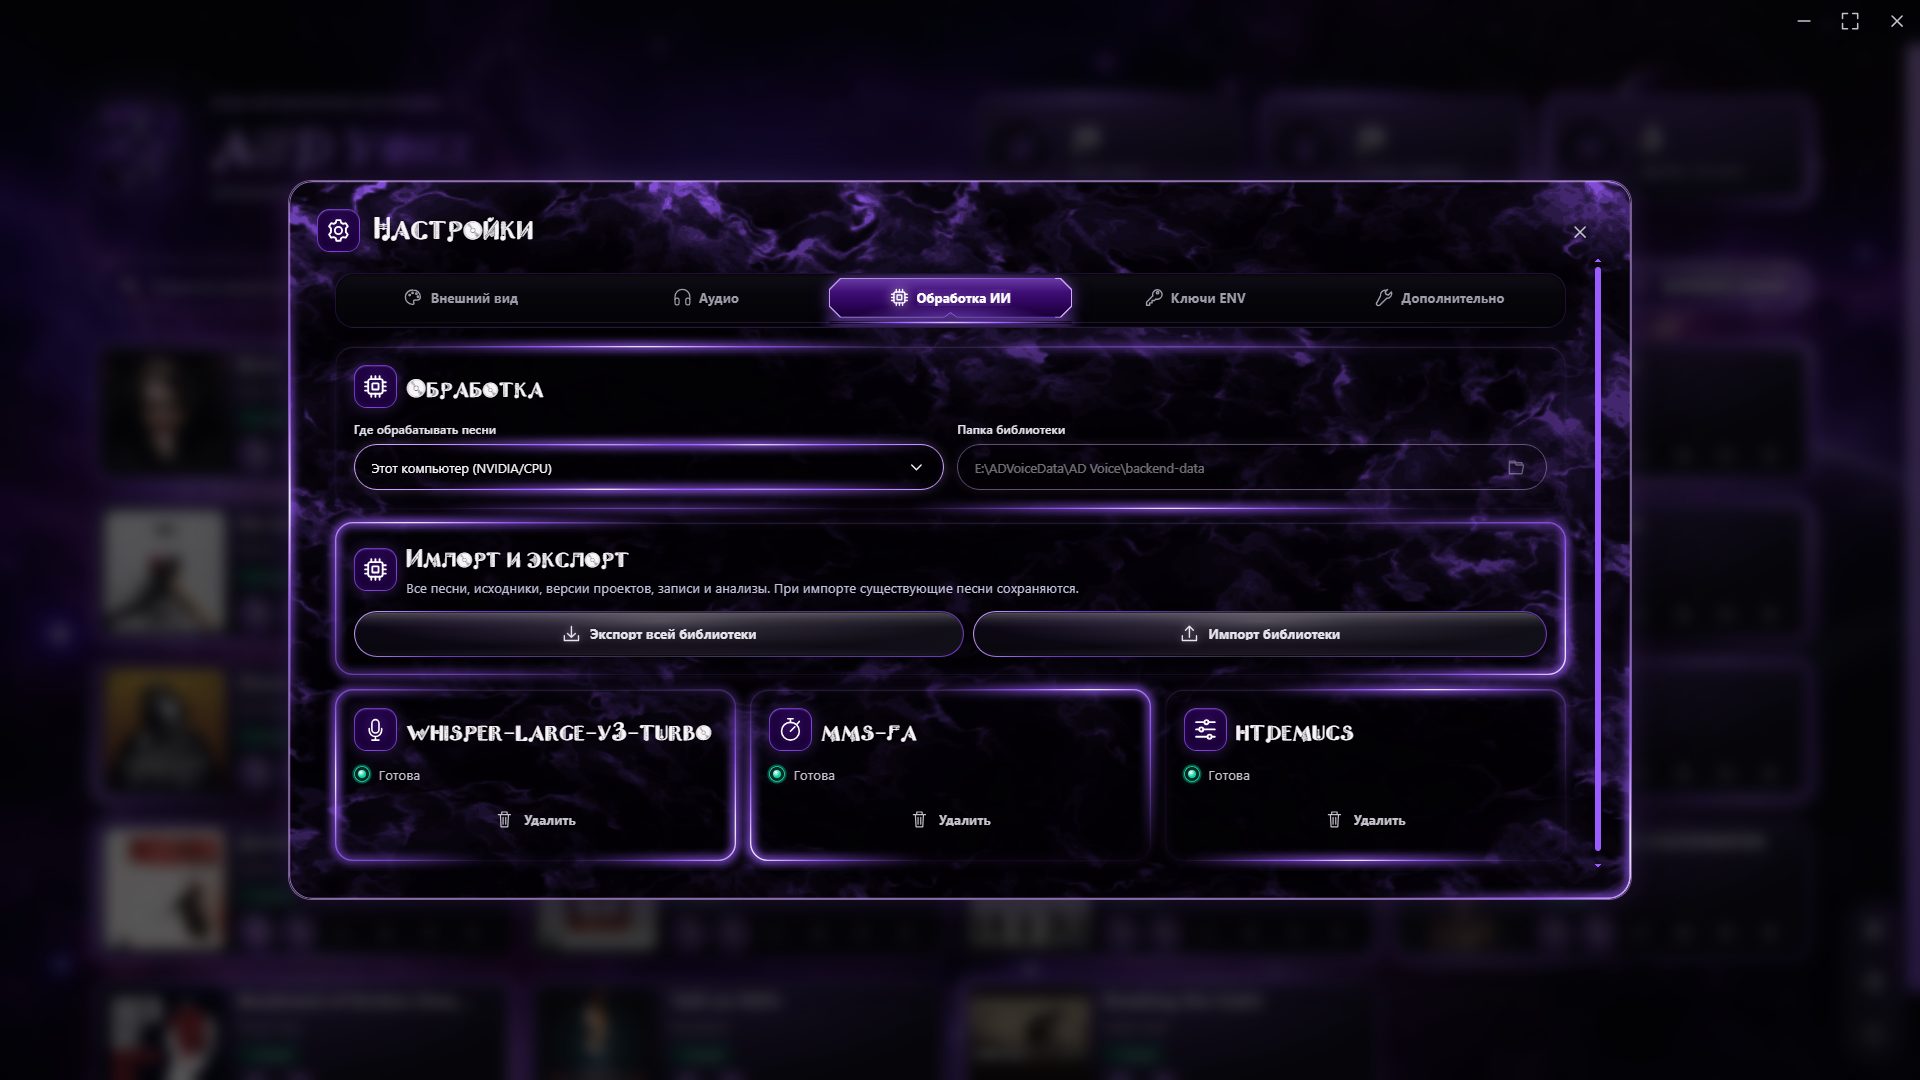 Настройки
Внешний вид
Аудио
Обработка ИИ
Ключи ENV
Дополнительно
Обработка
Где обрабатывать песни
Папка библиотеки
Этот компьютер (NVIDIA/CPU)
E:\ADVoiceData\AD Voice\backend-data
Импорт и экспорт
Все песни, исходники, версии проектов, записи и анализы. При импорте существующие песни сохраняются.
Экспорт всей библиотеки
Импорт библиотеки
whisper-large-v3-turbo
MMS-FA
HTDemucs
Готова
Готова
Готова
Удалить
Удалить
Удалить